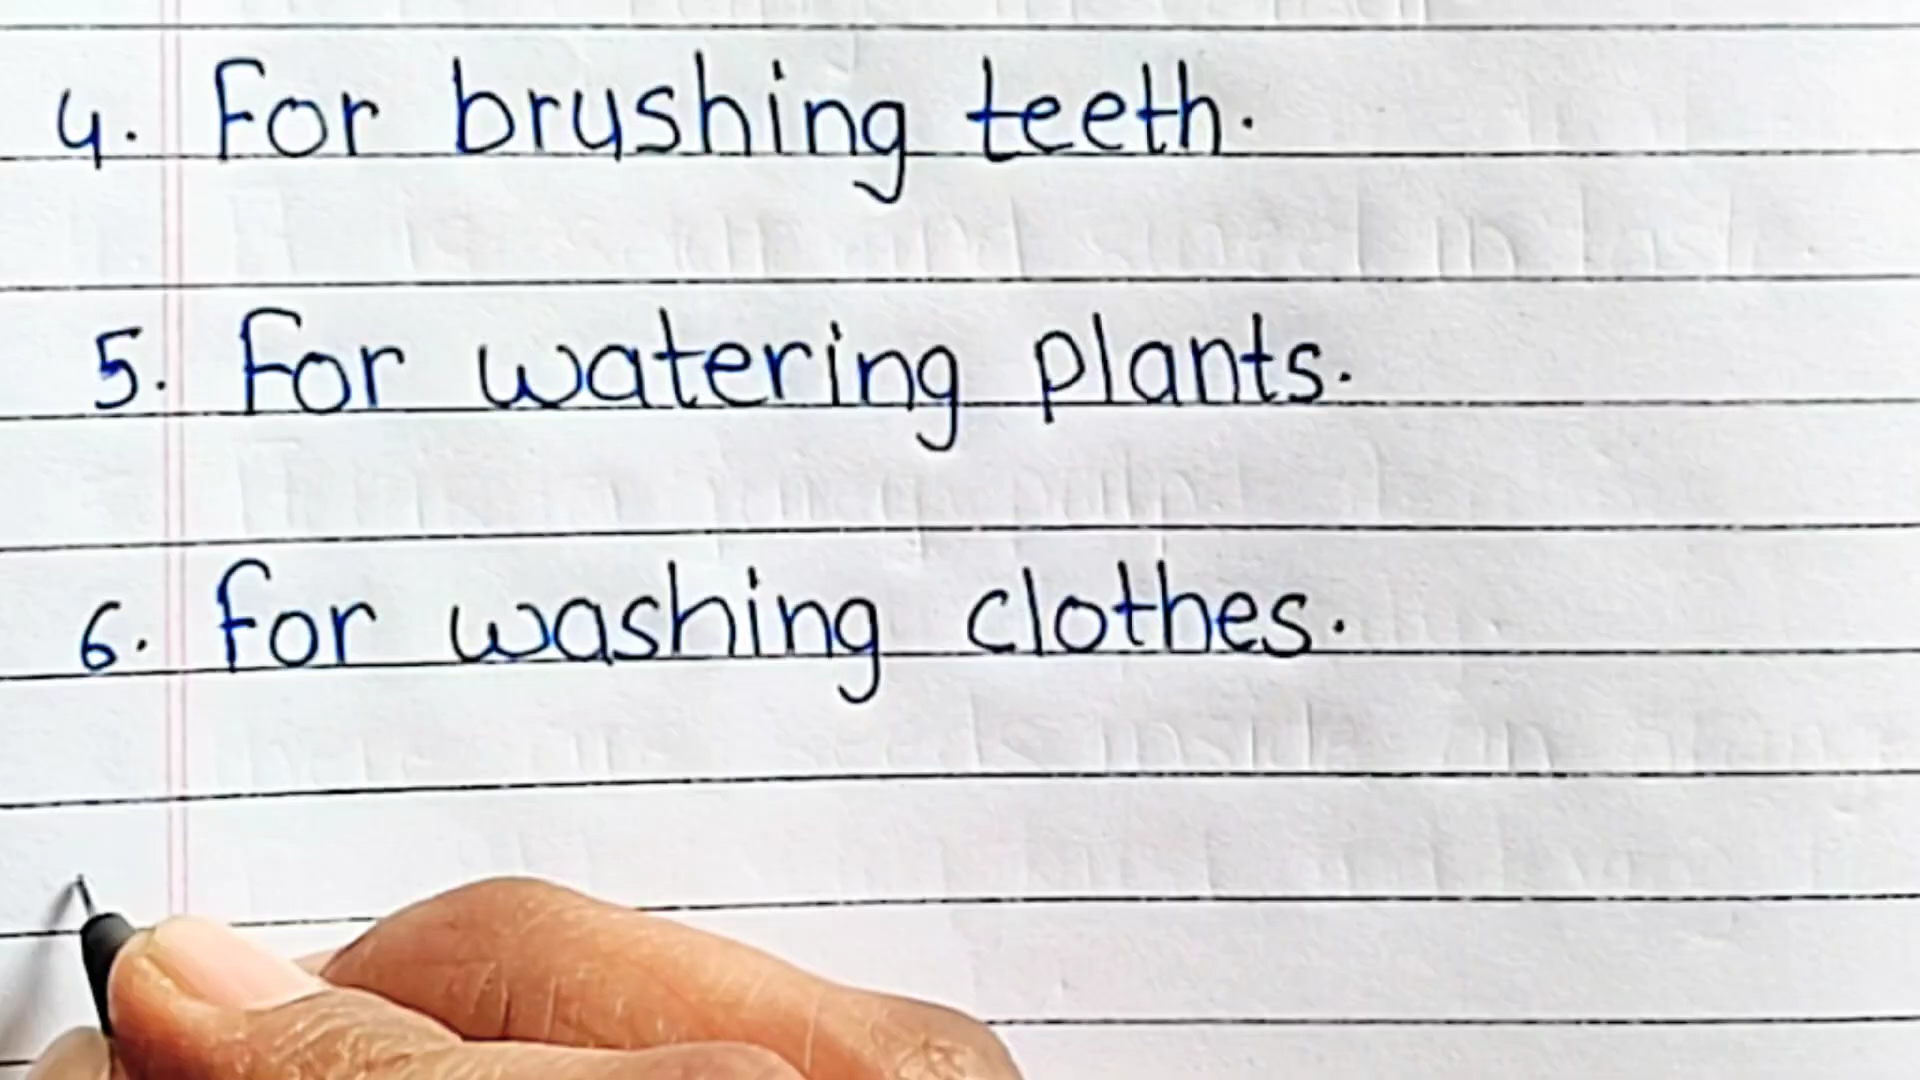 4. For brushing teeth.
5. For watering plants.
6. For washing clothes.